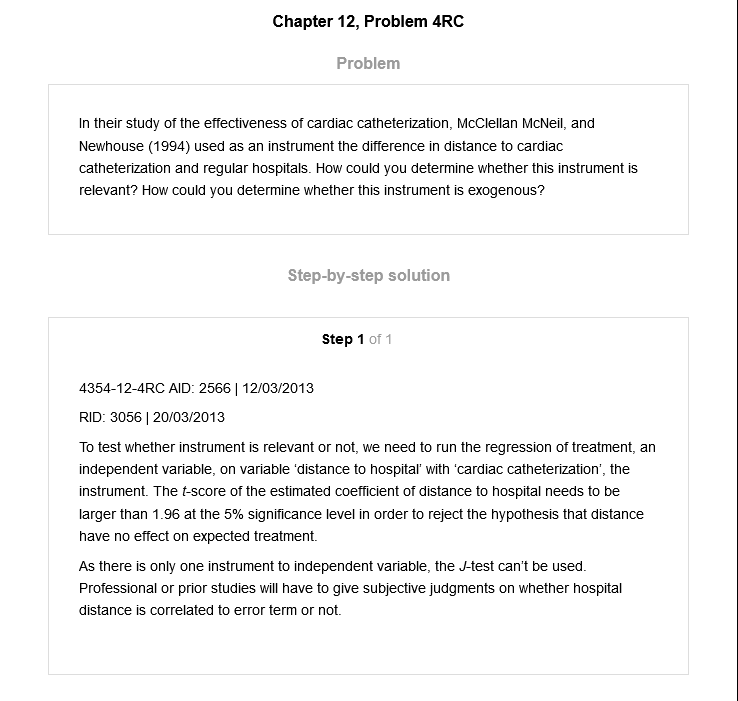 Chapter 12, Problem 4RC
Problem
In their study of the effectiveness of cardiac catheterization, McClellan McNeil, and
Newhouse (1994) used as an instrument the difference in distance to cardiac
catheterization and regular hospitals. How could you determine whether this instrument is
relevant? How could you determine whether this instrument is exogenous?
Step-by-step solution
Step 1 of 1
4354-12-4RC AID: 2566 | 12/03/2013
RID: 3056 | 20/03/2013
To test whether instrument is relevant or not, we need to run the regression of treatment, an
independent variable, on variable ‘distance to hospital’ with ‘cardiac catheterization’, the
instrument. The t-score of the estimated coefficient of distance to hospital needs to be
larger than 1.96 at the 5% significance level in order to reject the hypothesis that distance
have no effect on expected treatment.
As there is only one instrument to independent variable, the J-test can’t be used.
Professional or prior studies will have to give subjective judgments on whether hospital
distance is correlated to error term or not.